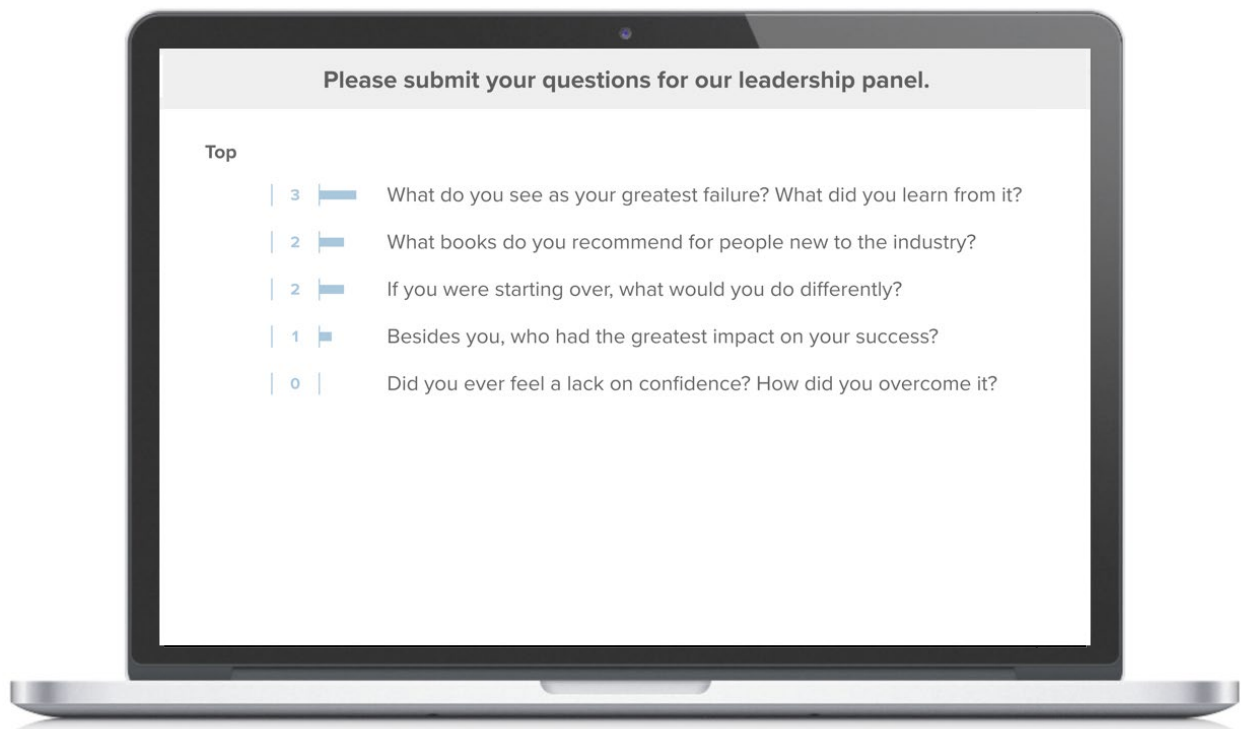 Please submit your questions for our leadership panel.
Top
3 What do you see as your greatest failure? What did you learn from it?
2 What books do you recommend for people new to the industry?
2 If you were starting over, what would you do differently?
1 Besides you, who had the greatest impact on your success?
0 Did you ever feel a lack on confidence? How did you overcome it?